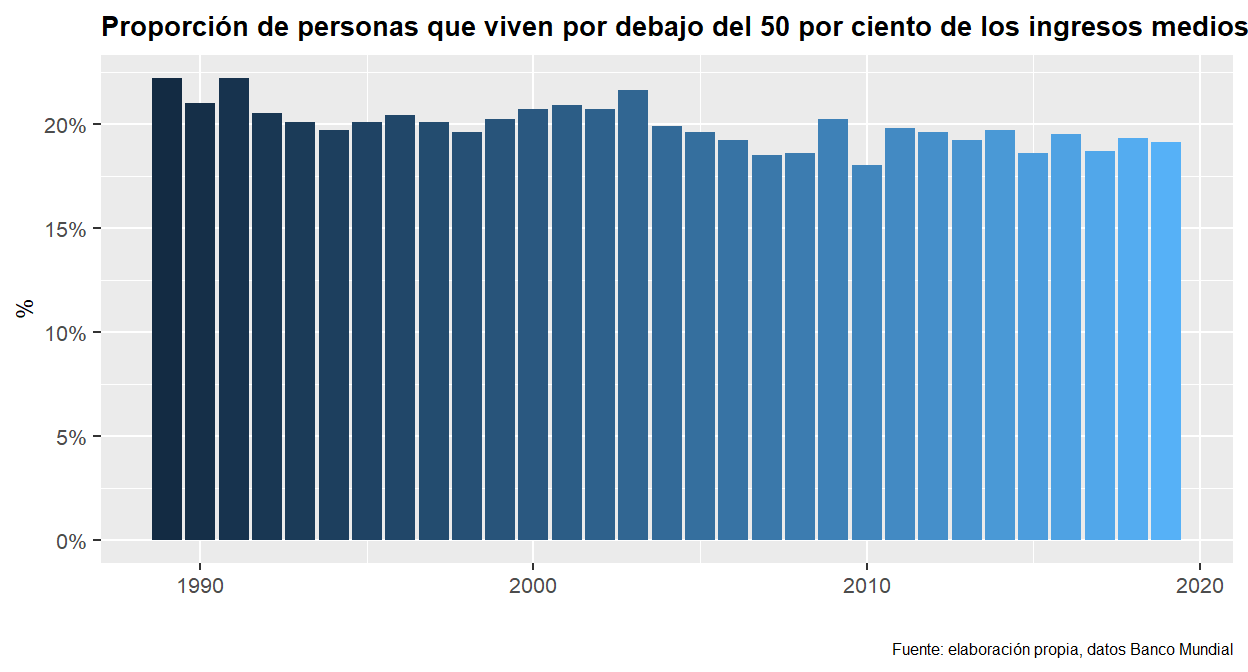 Proporción de personas que viven por debajo del 50 por ciento de los ingresos medios
%
20%
15%
10%
5%
0%
1990 2000 2010 2020
Fuente: elaboración propia, datos Banco Mundial